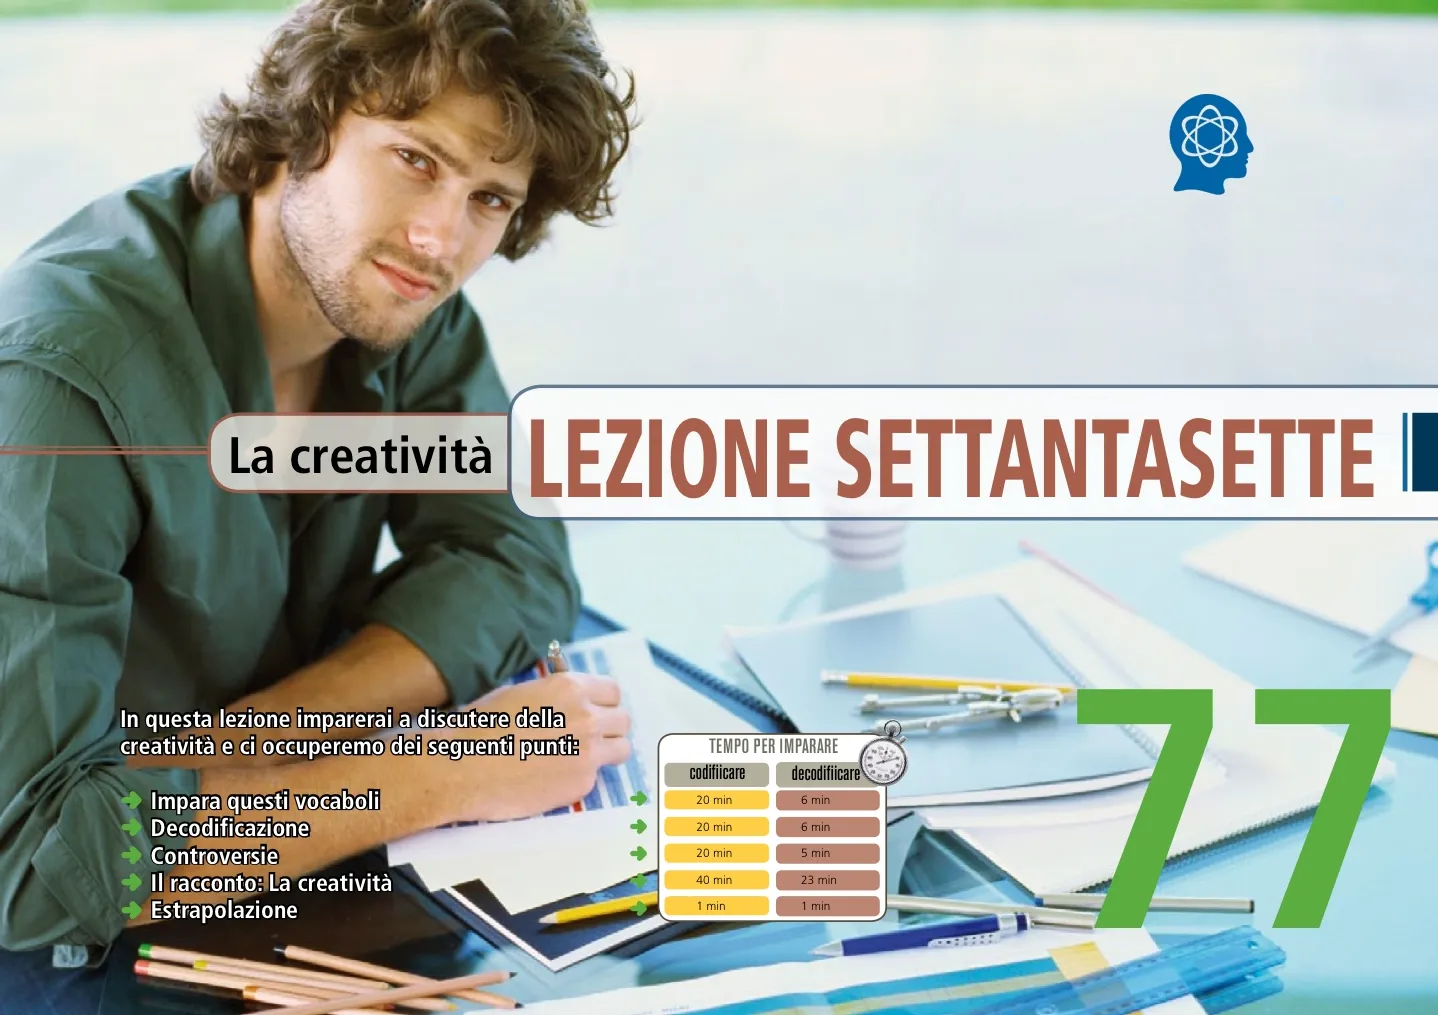 La creatività
LEZIONE SETTANTASETTE
In questa lezione imparerai a discutere della
creatività e ci occuperemo dei seguenti punti:
Impara questi vocaboli
Decodificazione
Controversie
Il racconto: La creatività
Estrapolazione
TEMPO PER IMPARARE
codifiicare decodifiicare
20 min 6 min
20 min 6 min
20 min 5 min
40 min 23 min
1 min 1 min
77